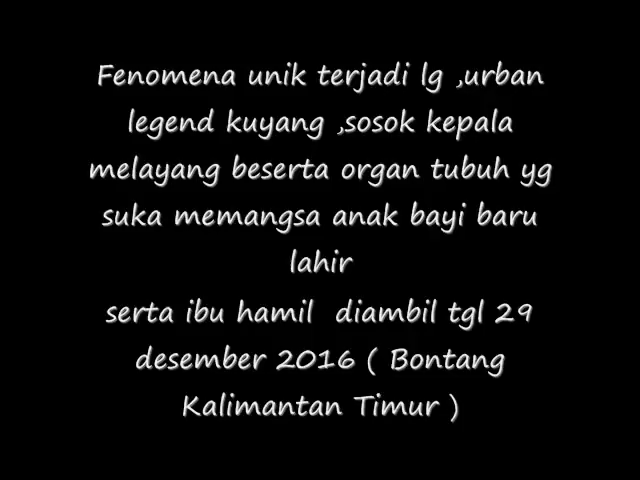 Fenomena unik terjadi lg ,urban
legend kuyang ,sosok kepala
melayang beserta organ tubuh yg
suka memangsa anak bayi baru
lahir
serta ibu hamil  diambil tgl 29
desember 2016 ( Bontang
Kalimantan Timur )